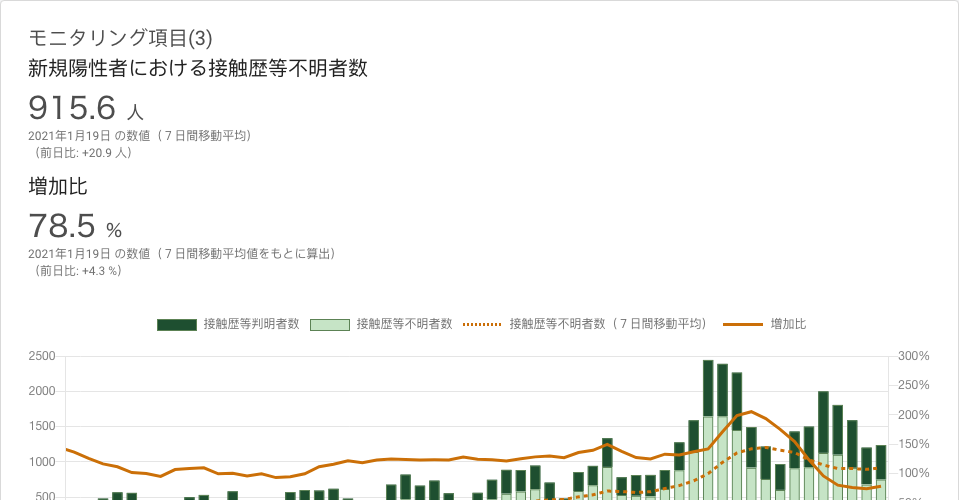 モニタリング項目(3)
新規陽性者における接触歴等不明者数
915.6 人
2021年1月19日 の数値（７日間移動平均）
（前日比: +20.9 人）
増加比
78.5 %
2021年1月19日 の数値（７日間移動平均値をもとに算出）
（前日比: +4.3 %）
接触歴等判明者数 接触歴等不明者数 接触歴等不明者数（７日間移動平均） 増加比
2500 300%
250%
2000
200%
1500
150%
1000
100%
500
50%